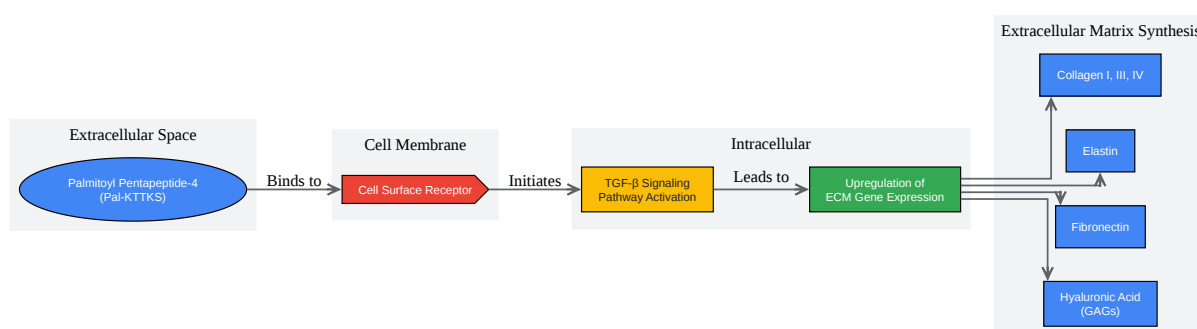 Extracellular Matrix Synthesis
Collagen I, III, IV
Extracellular Space
Cell Membrane
Intracellular
Elastin
Palmitoyl Pentapeptide-4
(Pal-KTTKS)
Binds to
Cell Surface Receptor
Initiates
TGF-β Signaling
Pathway Activation
Leads to
Upregulation of
ECM Gene Expression
Fibronectin
Hyaluronic Acid
(GAGs)